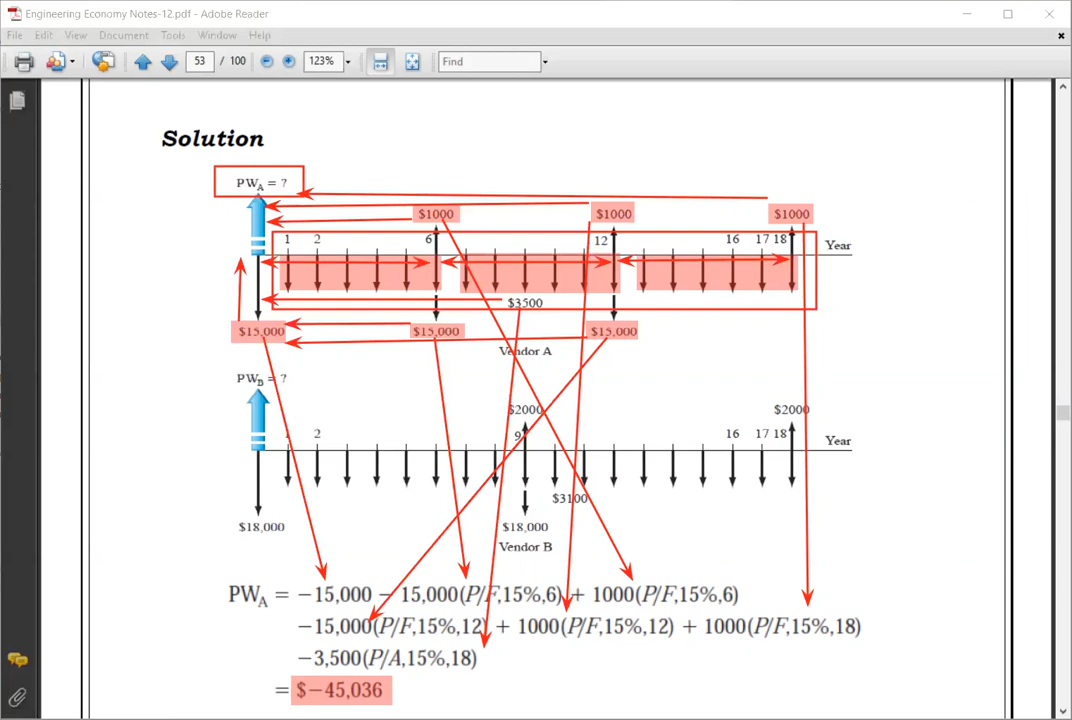 Engineering Economy Notes-12.pdf - Adobe Reader
File Edit View Document Tools Window Help
53 / 100 123% Find
Solution
PWA = ?
$1000 $1000 $1000
1 2 6 12 16 17 18 Year
$3500
$15,000 $15,000 $15,000
Vendor A
PWB = ?
$2000 $2000
1 2 9 16 17 18 Year
$3100
$18,000 $18,000
Vendor B
PWA = −15,000 − 15,000(P/F,15%,6) + 1000(P/F,15%,6)
−15,000(P/F,15%,12) + 1000(P/F,15%,12) + 1000(P/F,15%,18)
−3,500(P/A,15%,18)
= $−45,036